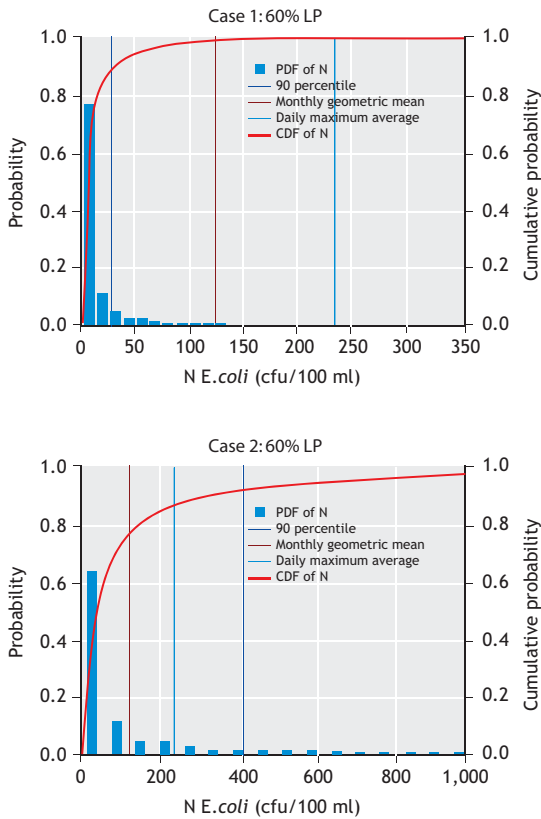 Case 1: 60% LP
Probability
1.0
0.8
0.6
0.4
0.2
0.0
PDF of N
90 percentile
Monthly geometric mean
Daily maximum average
CDF of N
1.0
0.8
0.6
0.4
0.2
0.0
Cumulative probability
0 50 100 150 200 250 300 350
N E.coli (cfu/100 ml)
Case 2: 60% LP
Probability
1.0
0.8
0.6
0.4
0.2
0.0
PDF of N
90 percentile
Monthly geometric mean
Daily maximum average
CDF of N
1.0
0.8
0.6
0.4
0.2
0.0
Cumulative probability
0 200 400 600 800 1,000
N E.coli (cfu/100 ml)